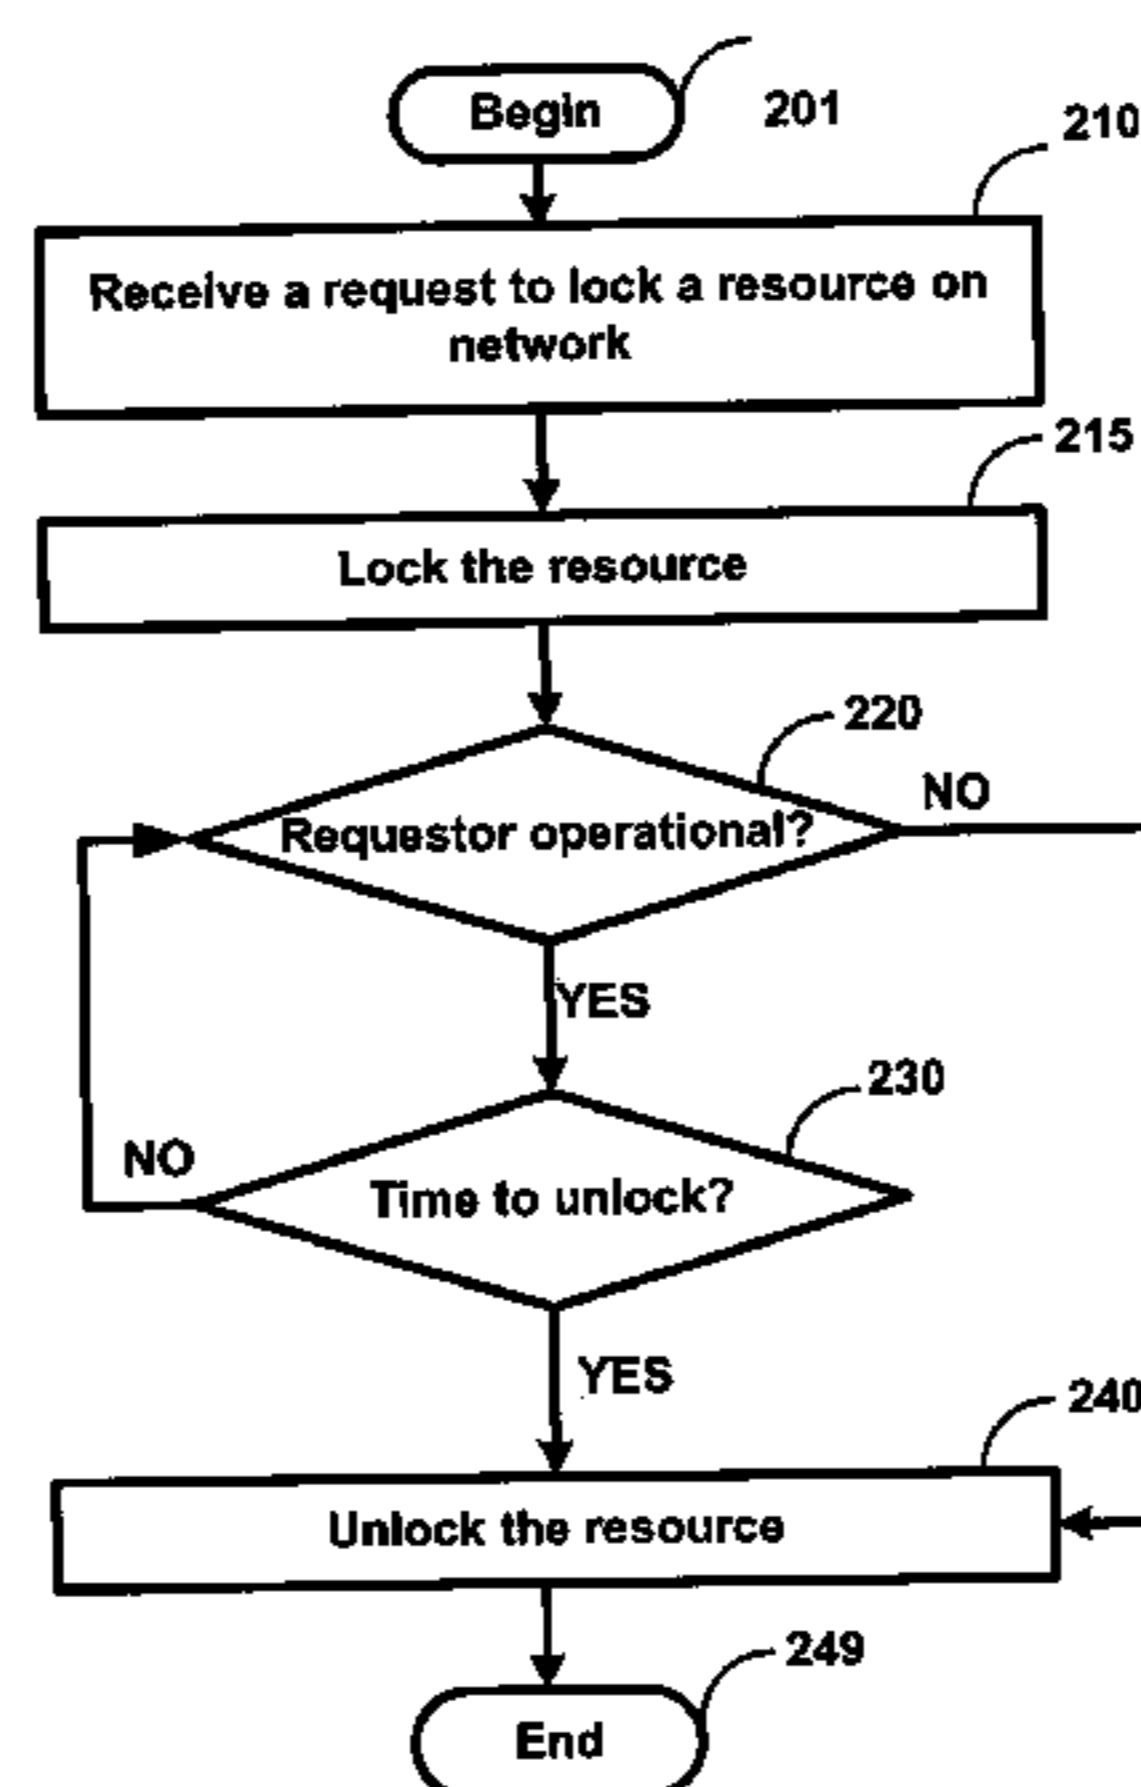 Begin
201
210
Receive a request to lock a resource on
network
215
Lock the resource
220
NO
Requestor operational?
YES
230
NO
Time to unlock?
YES
240
Unlock the resource
249
End